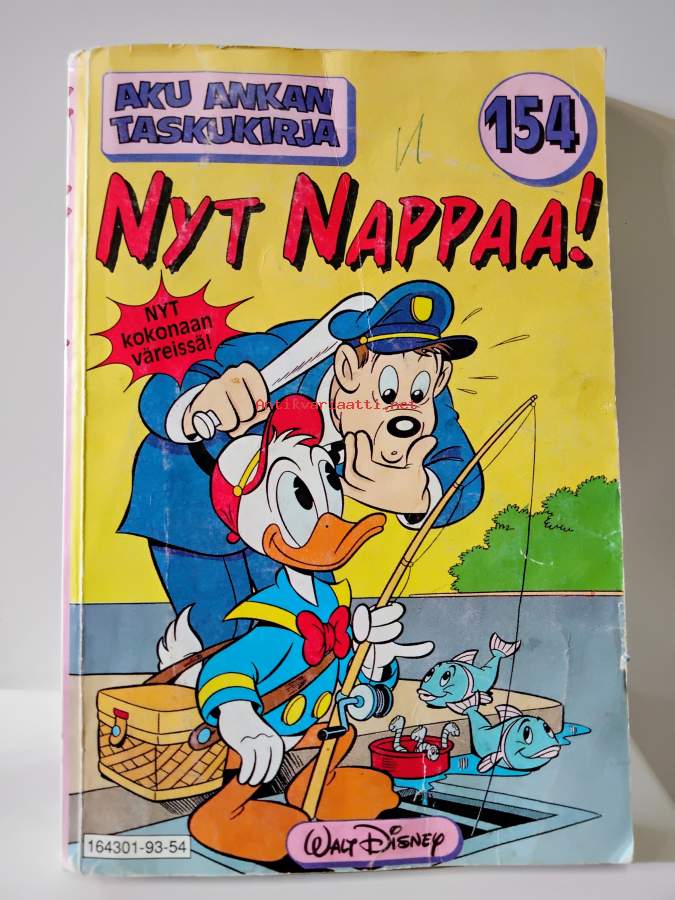 AKU ANKAN
TASKUKIRJA
154
NYT NAPPAA!
NYT
kokonaan
väreissä!
Antikvariaatti.net
164301-93-54
WALT DISNEY